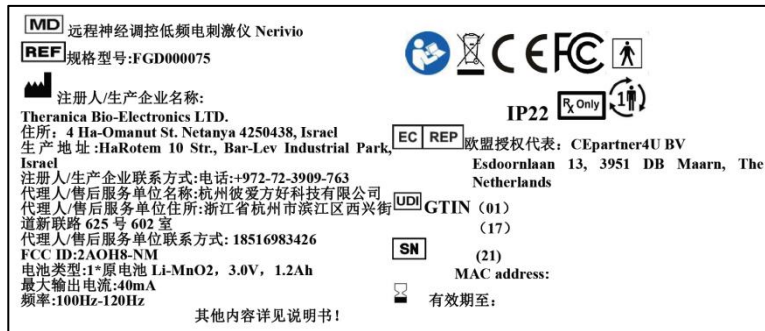 MD 远程神经调控低频电刺激仪 Nerivio
REF 规格型号:FGD000075
注册人/生产企业名称:
Theranica Bio-Electronics LTD.
住所: 4 Ha-Omanut St. Netanya 4250438, Israel
生产地址:HaRotem 10 Str., Bar-Lev Industrial Park,
Israel
注册人/生产企业联系方式:电话:+972-72-3909-763
代理人/售后服务单位名称:杭州彼爱方好科技有限公司
代理人/售后服务单位住所:浙江省杭州市滨江区西兴街
道新联路 625 号 602 室
代理人/售后服务单位联系方式: 18516983426
FCC ID:2AOH8-NM
电池类型:1*原电池 Li-MnO2, 3.0V, 1.2Ah
最大输出电流:40mA
频率:100Hz-120Hz
其他内容详见说明书!
CE FC
IP22 Rx Only 1
EC REP 欧盟授权代表: CEpartner4U BV
Esdoornlaan 13, 3951 DB Maarn, The
Netherlands
UDI GTIN (01)
(17)
SN (21)
MAC address:
有效期至: